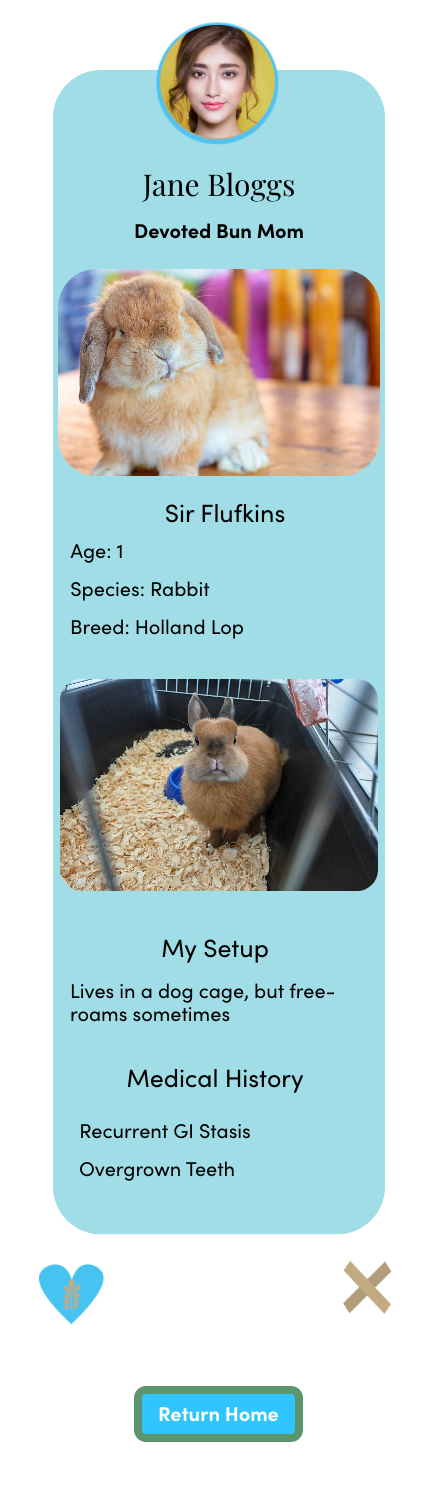 Jane Bloggs
Devoted Bun Mom
Sir Flufkins
Age: 1
Species: Rabbit
Breed: Holland Lop
My Setup
Lives in a dog cage, but free-
roams sometimes
Medical History
Recurrent GI Stasis
Overgrown Teeth
Return Home